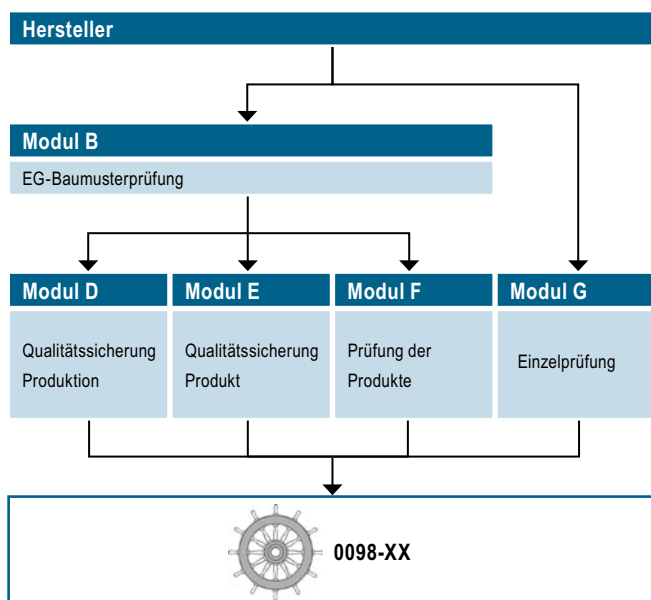 Hersteller
Modul B
EG-Baumusterprüfung
Modul D
Modul E
Modul F
Modul G
Qualitätssicherung
Produktion
Qualitätssicherung
Produkt
Prüfung der
Produkte
Einzelprüfung
0098-XX